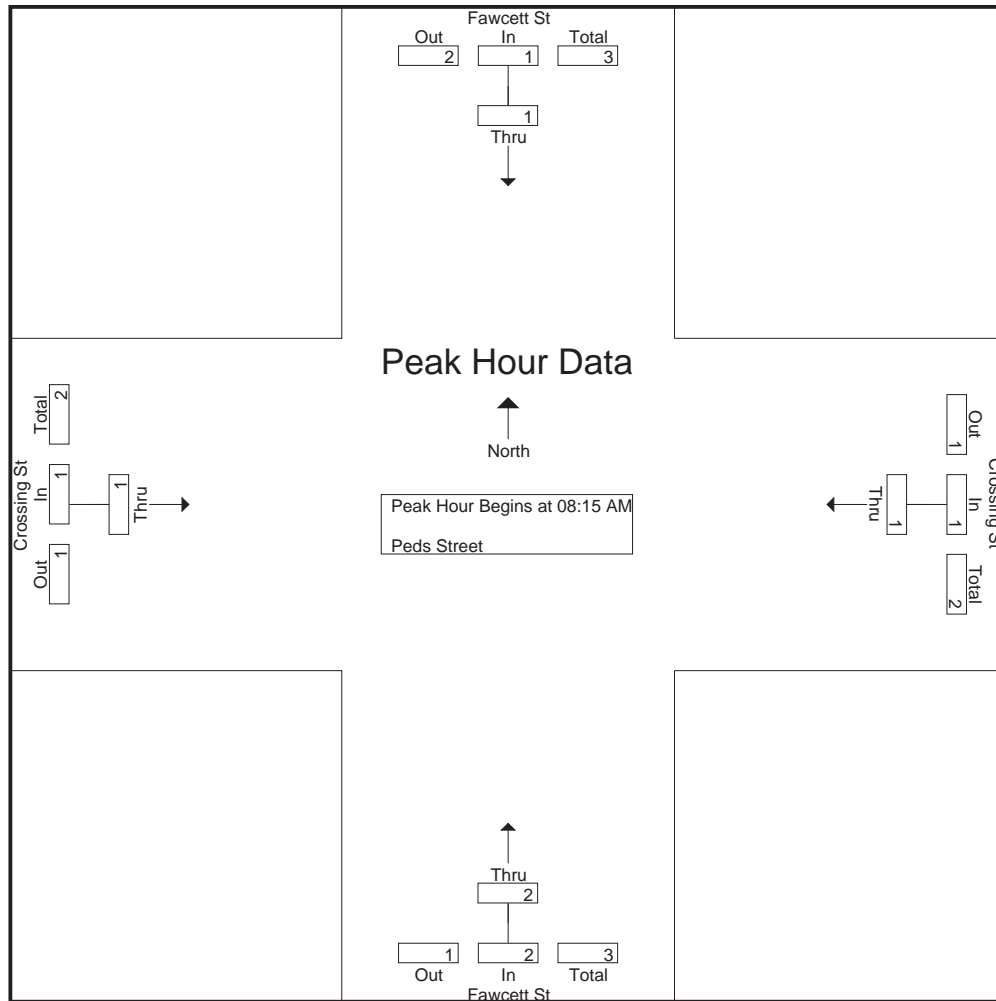 Fawcett St
Out In Total
2 1 3
1
Thru
Peak Hour Data
North
Peak Hour Begins at 08:15 AM
Peds Street
Crossing St
Total In Out
2 1 1
1
Thru
Crossing St
Out In Total
1 1 2
1
Thru
Thru
2
1 2 3
Out In Total
Fawcett St